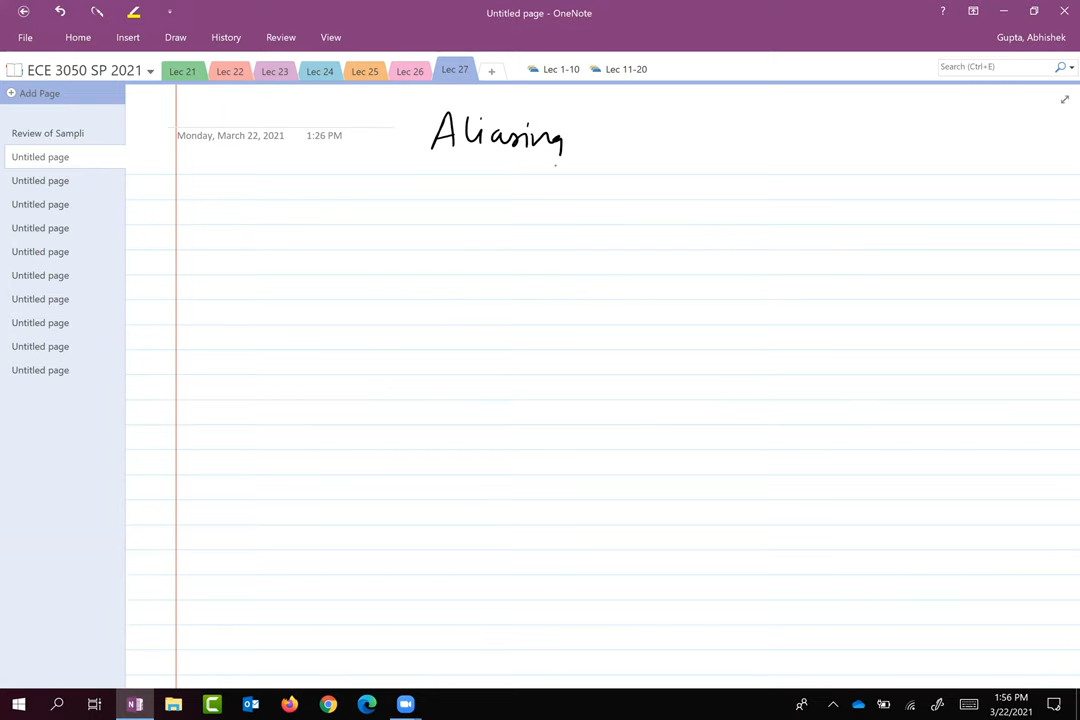 Untitled page - OneNote
?
File Home Insert Draw History Review View
Gupta, Abhishek
ECE 3050 SP 2021
Lec 21 Lec 22 Lec 23 Lec 24 Lec 25 Lec 26 Lec 27 + Lec 1-10 Lec 11-20
Search (Ctrl+E)
Add Page
Review of Sampli
Untitled page
Untitled page
Untitled page
Untitled page
Untitled page
Untitled page
Untitled page
Untitled page
Untitled page
Untitled page
Aliasing
Monday, March 22, 2021 1:26 PM
1:56 PM
3/22/2021